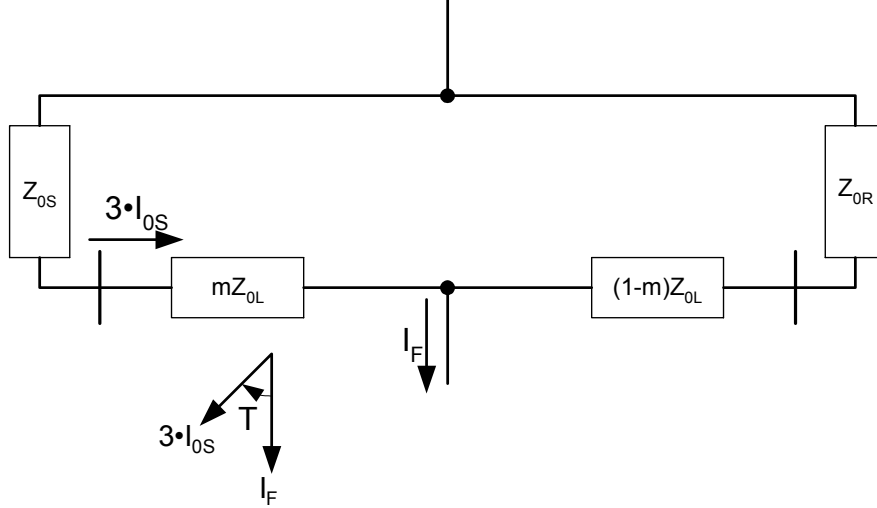 Z0S
3•I0S
Z0R
mZ0L
(1-m)Z0L
IF
T
3•I0S
IF